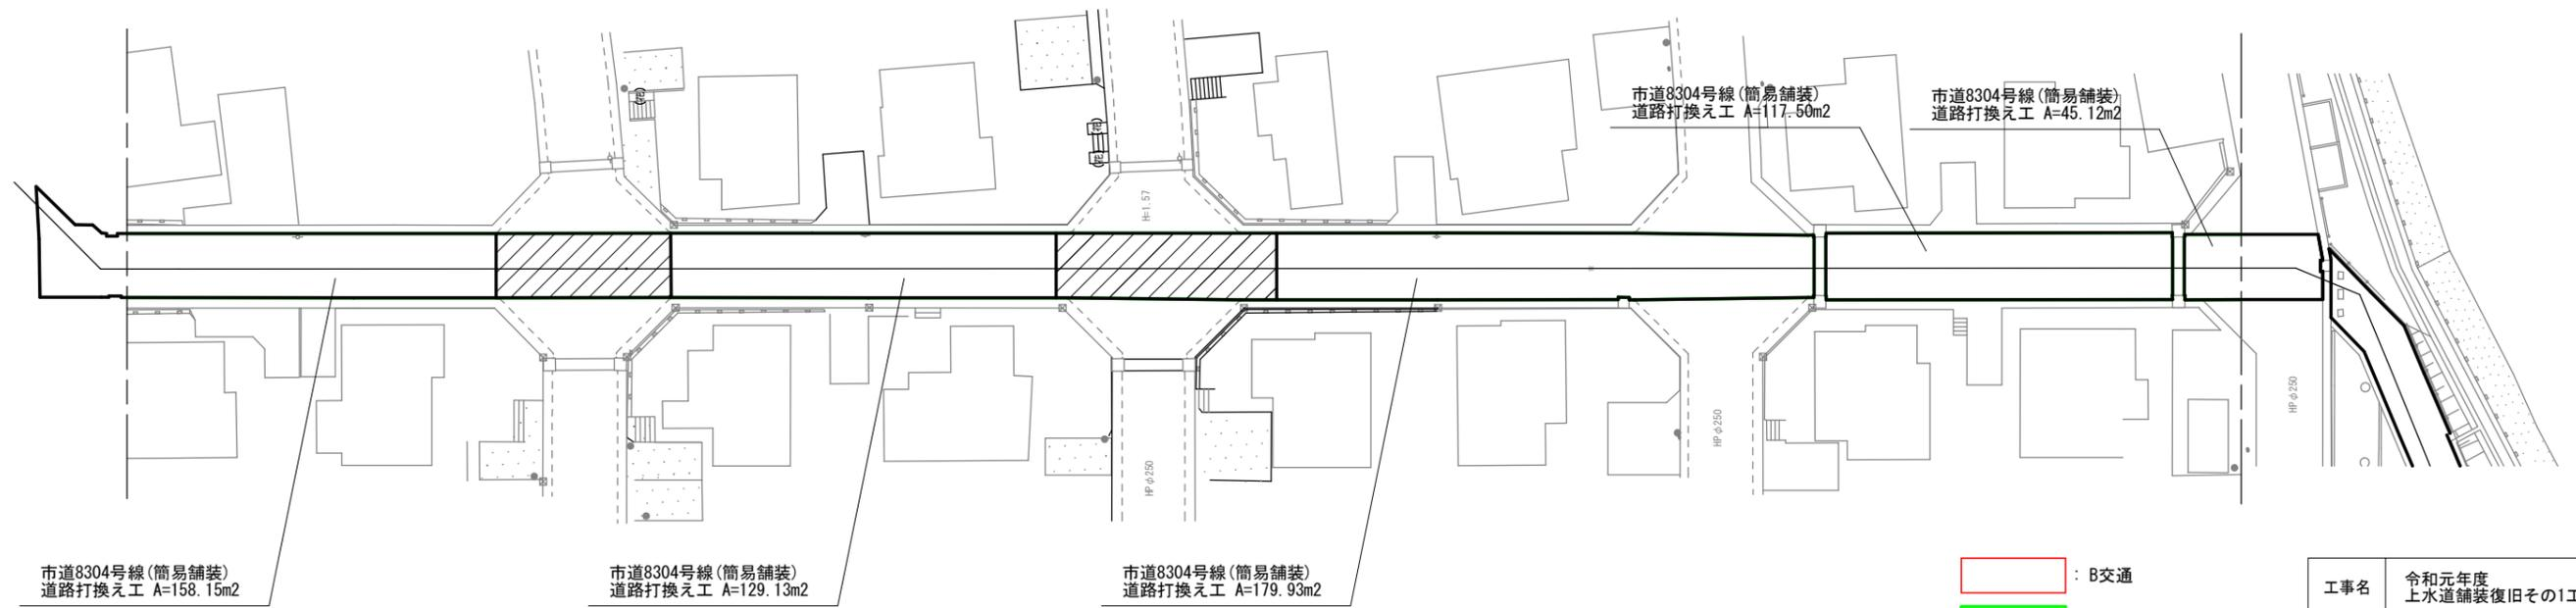 市道8304号線(簡易舗装)
道路打換え工 A=117.50m2
市道8304号線(簡易舗装)
道路打換え工 A=45.12m2
H=1.57
HPφ250
HPφ250
HPφ250
市道8304号線(簡易舗装)
道路打換え工 A=158.15m2
市道8304号線(簡易舗装)
道路打換え工 A=129.13m2
市道8304号線(簡易舗装)
道路打換え工 A=179.93m2
: B交通
工事名
令和元年度
上水道舗装復旧その1工